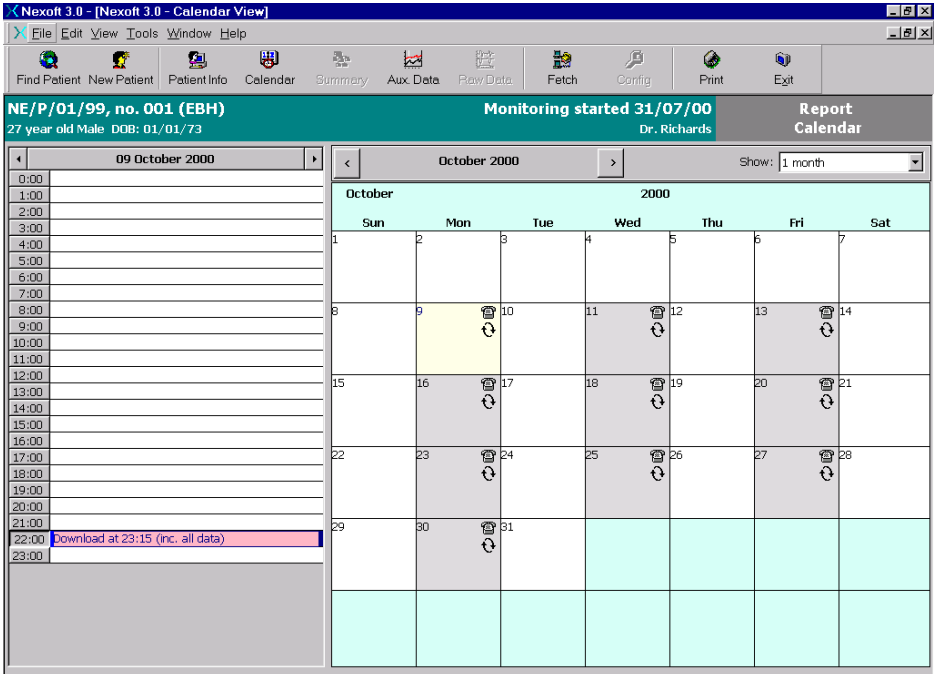 Nexoft 3.0 - [Nexoft 3.0 - Calendar View]
File Edit View Tools Window Help
Find Patient New Patient Patient Info Calendar Summary Aux. Data Raw Data Fetch Config Print Exit
NE/P/01/99, no. 001 (EBH) Monitoring started 31/07/00 Report
27 year old Male DOB: 01/01/73 Dr. Richards Calendar
09 October 2000 < October 2000 > Show: 1 month
0:00
1:00
2:00
3:00
4:00
5:00
6:00
7:00
8:00
9:00
10:00
11:00
12:00
13:00
14:00
15:00
16:00
17:00
18:00
19:00
20:00
21:00
22:00 Download at 23:15 (inc. all data)
23:00
October 2000
Sun Mon Tue Wed Thu Fri Sat
1 2 3 4 5 6 7
8 9 10 11 12 13 14
15 16 17 18 19 20 21
22 23 24 25 26 27 28
29 30 31